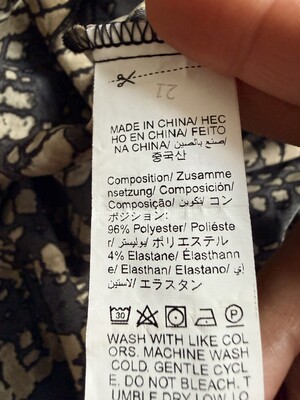 21
MADE IN CHINA/ HEC
HO EN CHINA/ FEITO
NA CHINA/ صنع بالصين/
중국산
Composition/ Zusamme
nsetzung/ Composición/
Composição/ تكوين/ コン
ポジション:
96% Polyester/ Poliéste
r/ بوليستر/ ポリエステル
4% Elastane/ Élasthann
e/ Elasthan/ Elastano/ إي
لاستين/ エラスタン
30
WASH WITH LIKE COL
ORS. MACHINE WASH
COLD. GENTLE CYCL
E. DO NOT BLEACH. T
UMBLE DRY LOW. LO